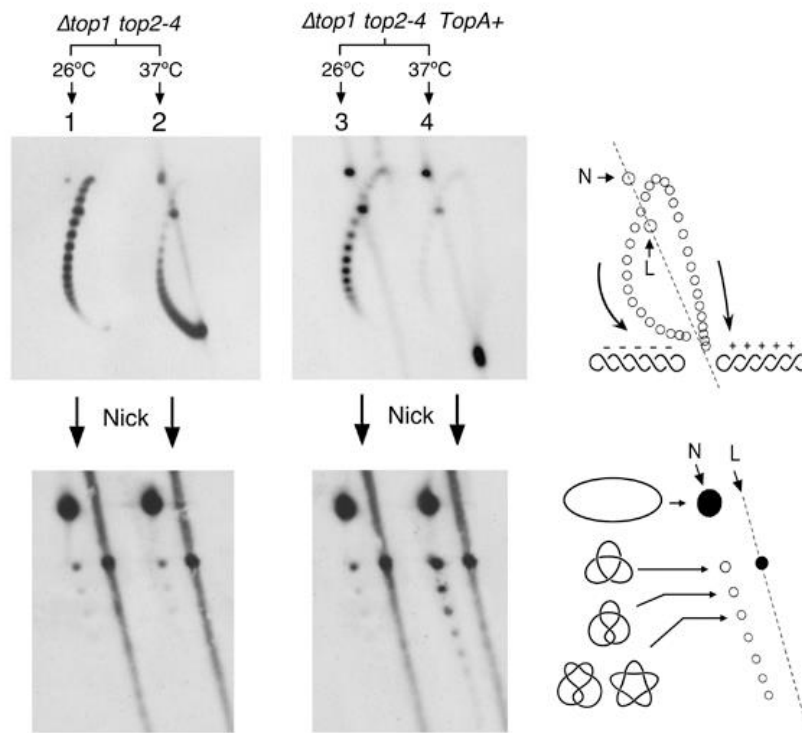 Δtop1 top2-4
26ºC 37ºC
1 2
Δtop1 top2-4 TopA+
26ºC 37ºC
3 4
N
L
- - - - -
+ + + + +
Nick
Nick
N L